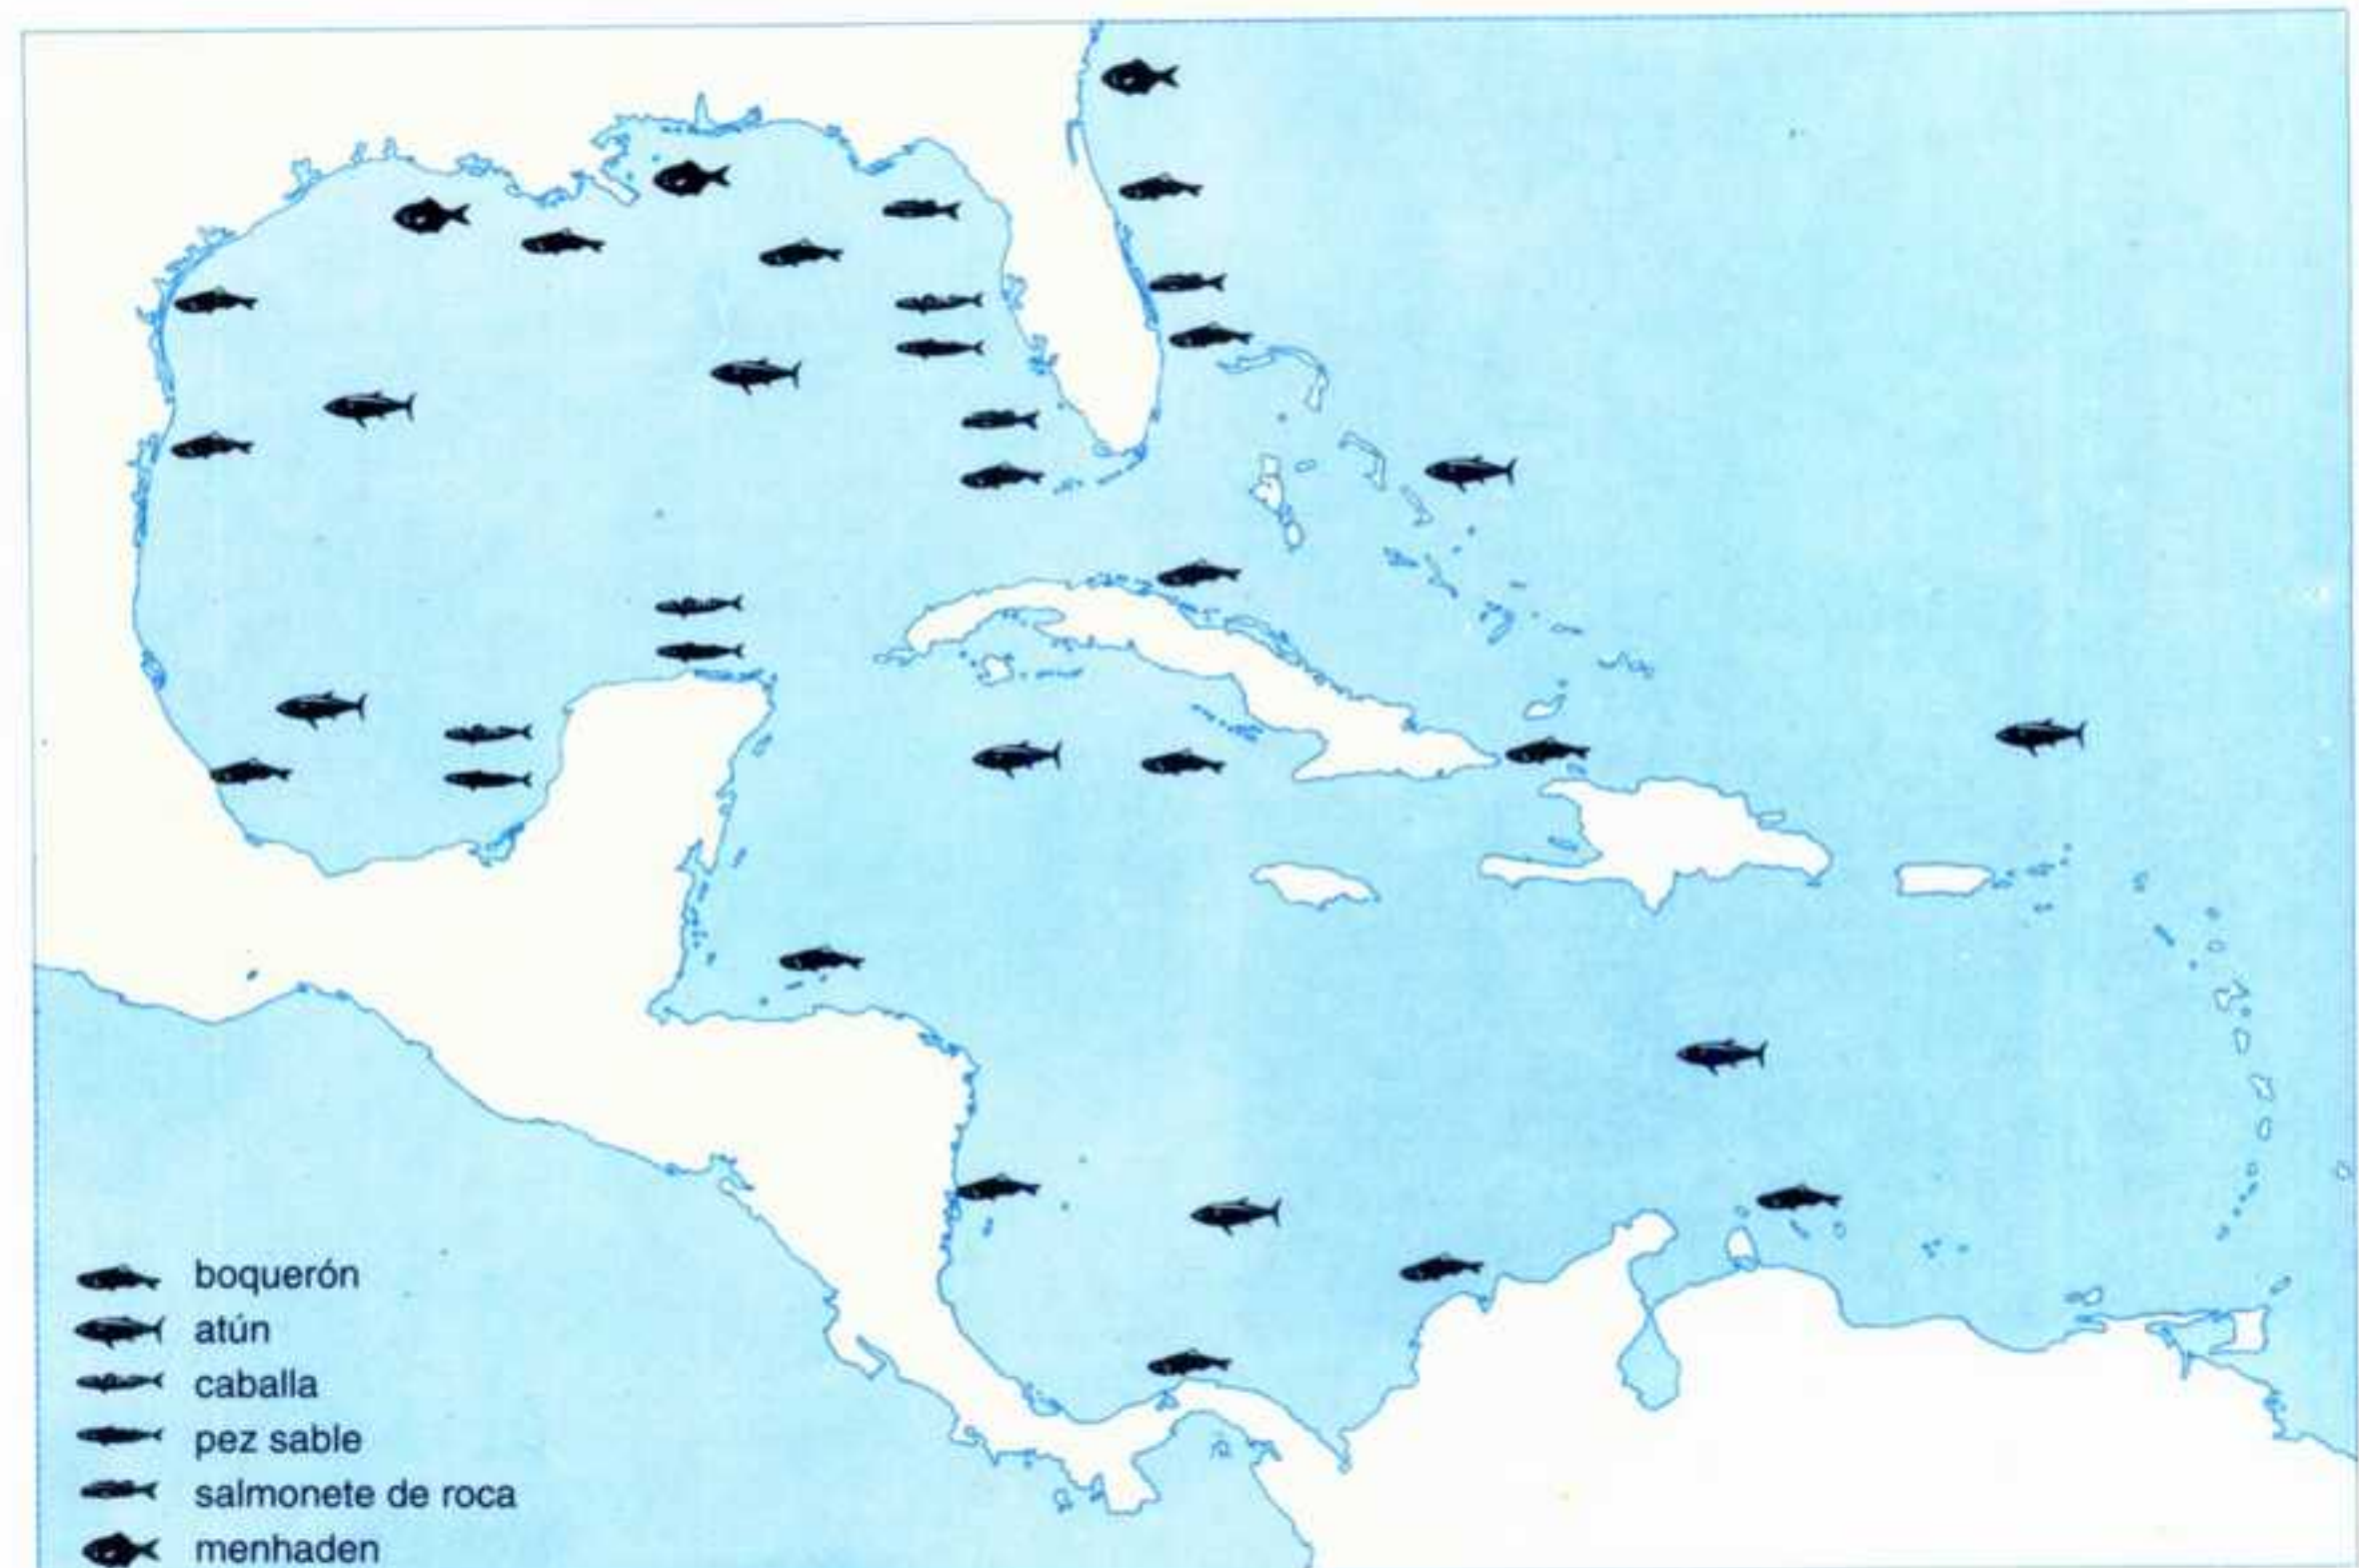 boquerón
atún
caballa
pez sable
salmonete de roca
menhaden